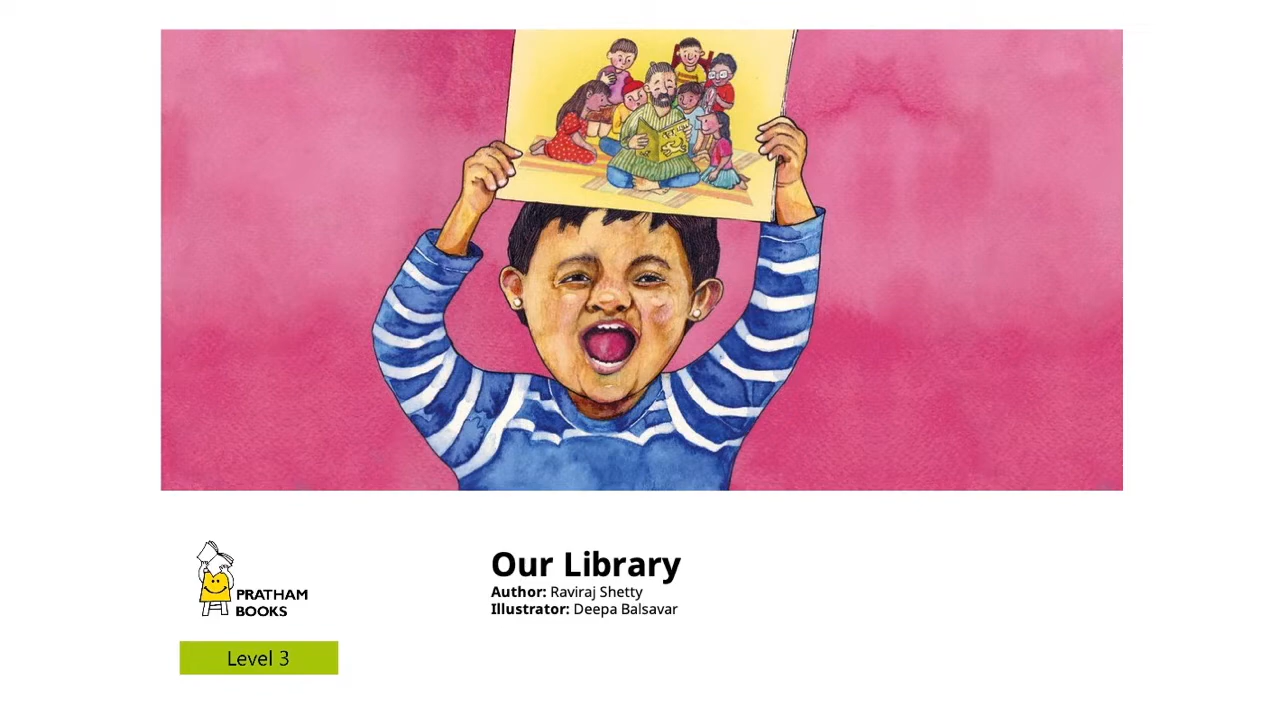 Our Library
Author: Raviraj Shetty
Illustrator: Deepa Balsavar
PRATHAM
BOOKS
Level 3